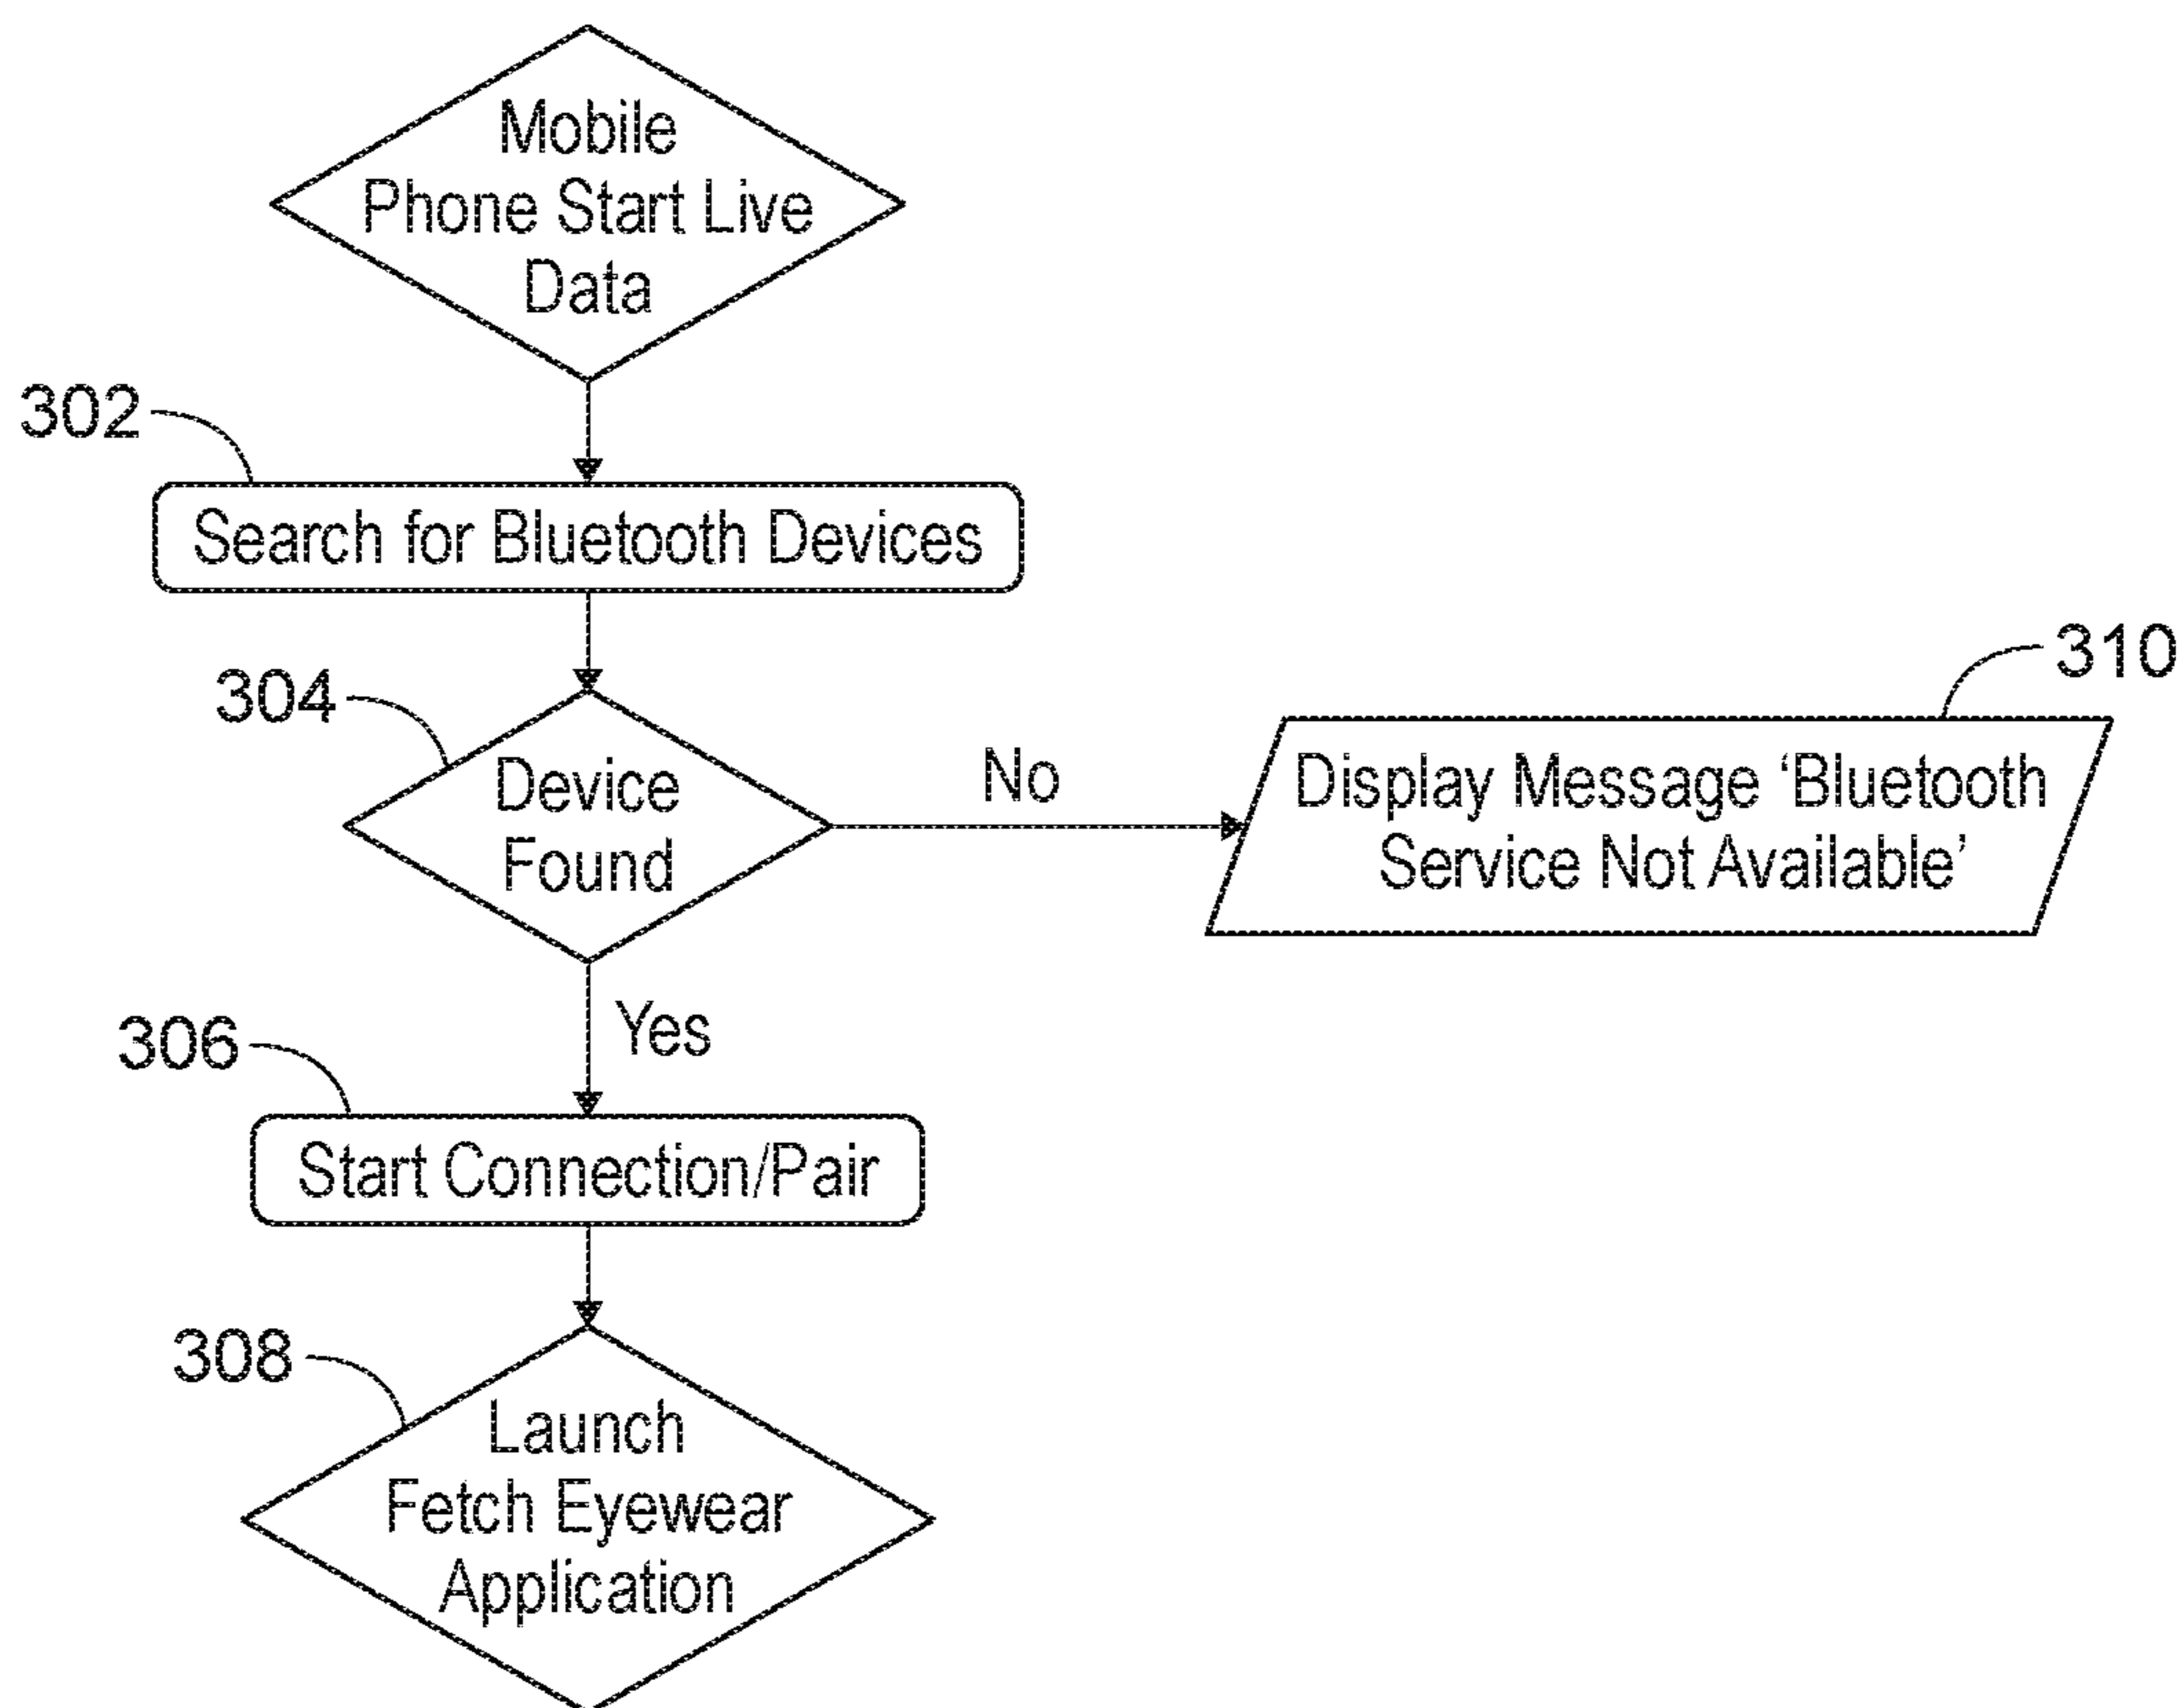 Mobile
Phone Start Live
Data
302
Search for Bluetooth Devices
304
Device
Found
No
310
Display Message ‘Bluetooth
Service Not Available’
Yes
306
Start Connection/Pair
308
Launch
Fetch Eyewear
Application